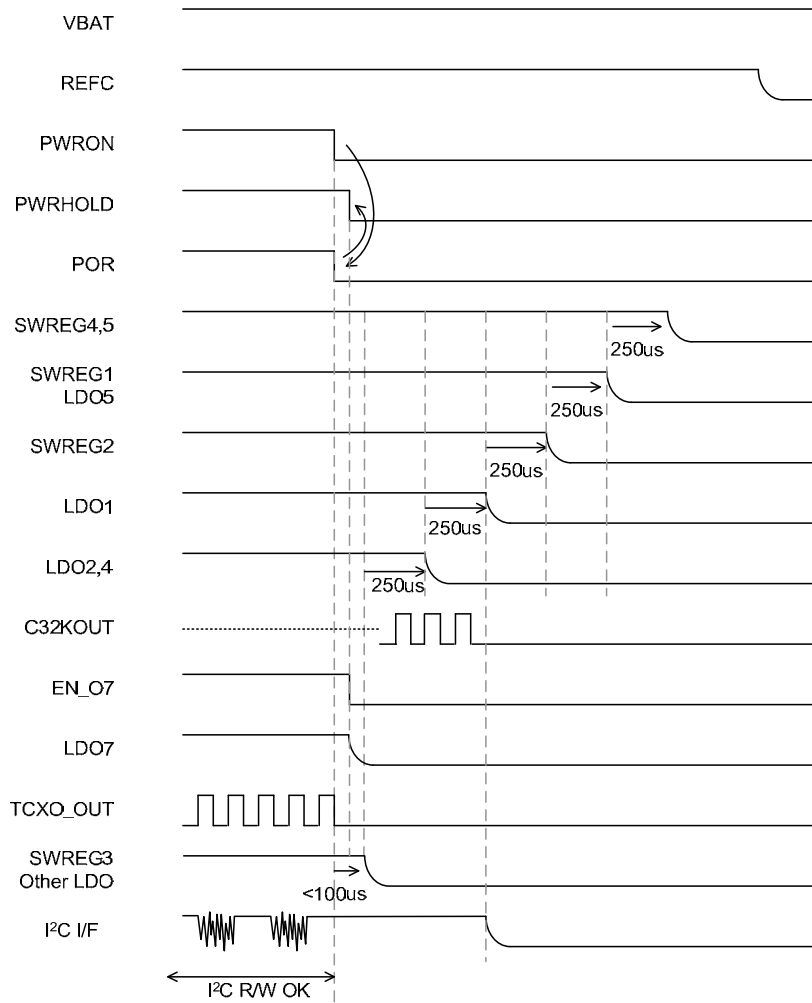 VBAT
REFC
PWRON
PWRHOLD
POR
SWREG4,5
250us
SWREG1
LDO5
250us
SWREG2
250us
LDO1
250us
LDO2,4
250us
C32KOUT
EN_O7
LDO7
TCXO_OUT
SWREG3
Other LDO
<100us
I²C I/F
I²C R/W OK